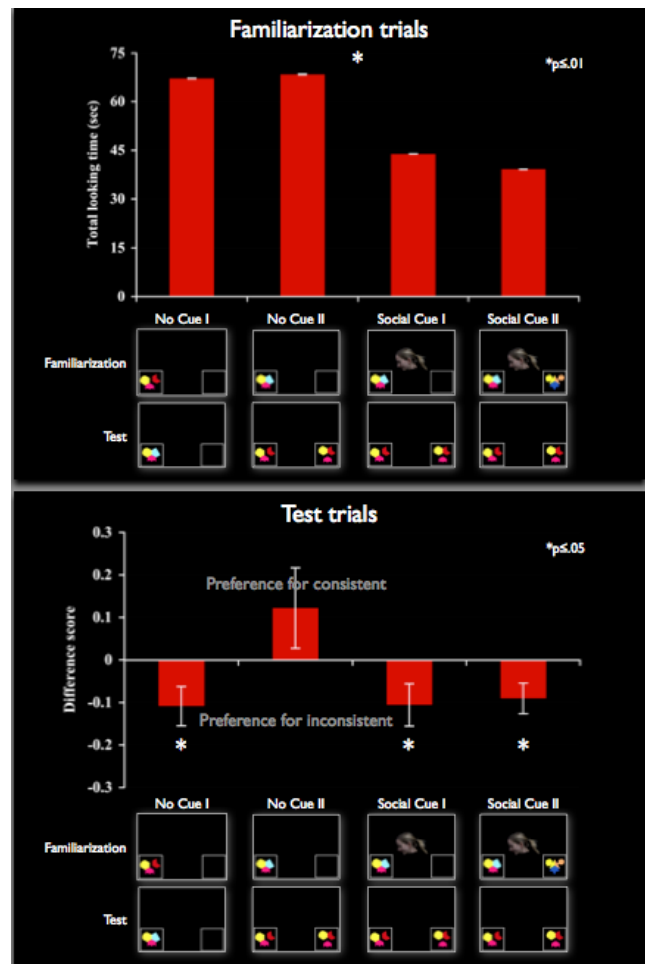 Familiarization trials
*
*p≤.01
Total looking time (sec)
75
60
45
30
15
0
No Cue I No Cue II Social Cue I Social Cue II
Familiarization
Test
Test trials
*p≤.05
Difference score
0.3
0.2
0.1
0
-0.1
-0.2
-0.3
Preference for consistent
Preference for inconsistent
* * *
No Cue I No Cue II Social Cue I Social Cue II
Familiarization
Test